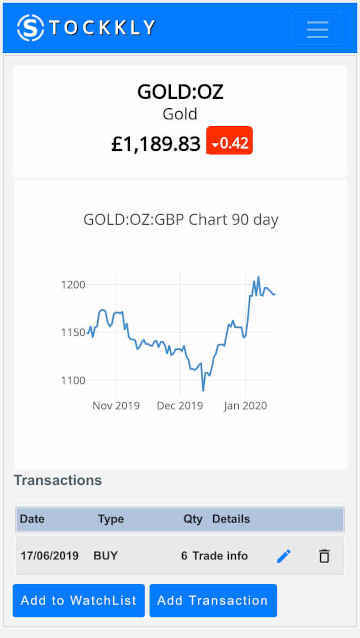 STOCKKLY
GOLD:OZ
Gold
£1,189.83 0.42
GOLD:OZ:GBP Chart 90 day
1200
1150
1100
Nov 2019 Dec 2019 Jan 2020
Transactions
Date Type Qty Details
17/06/2019 BUY 6 Trade info
Add to WatchList Add Transaction